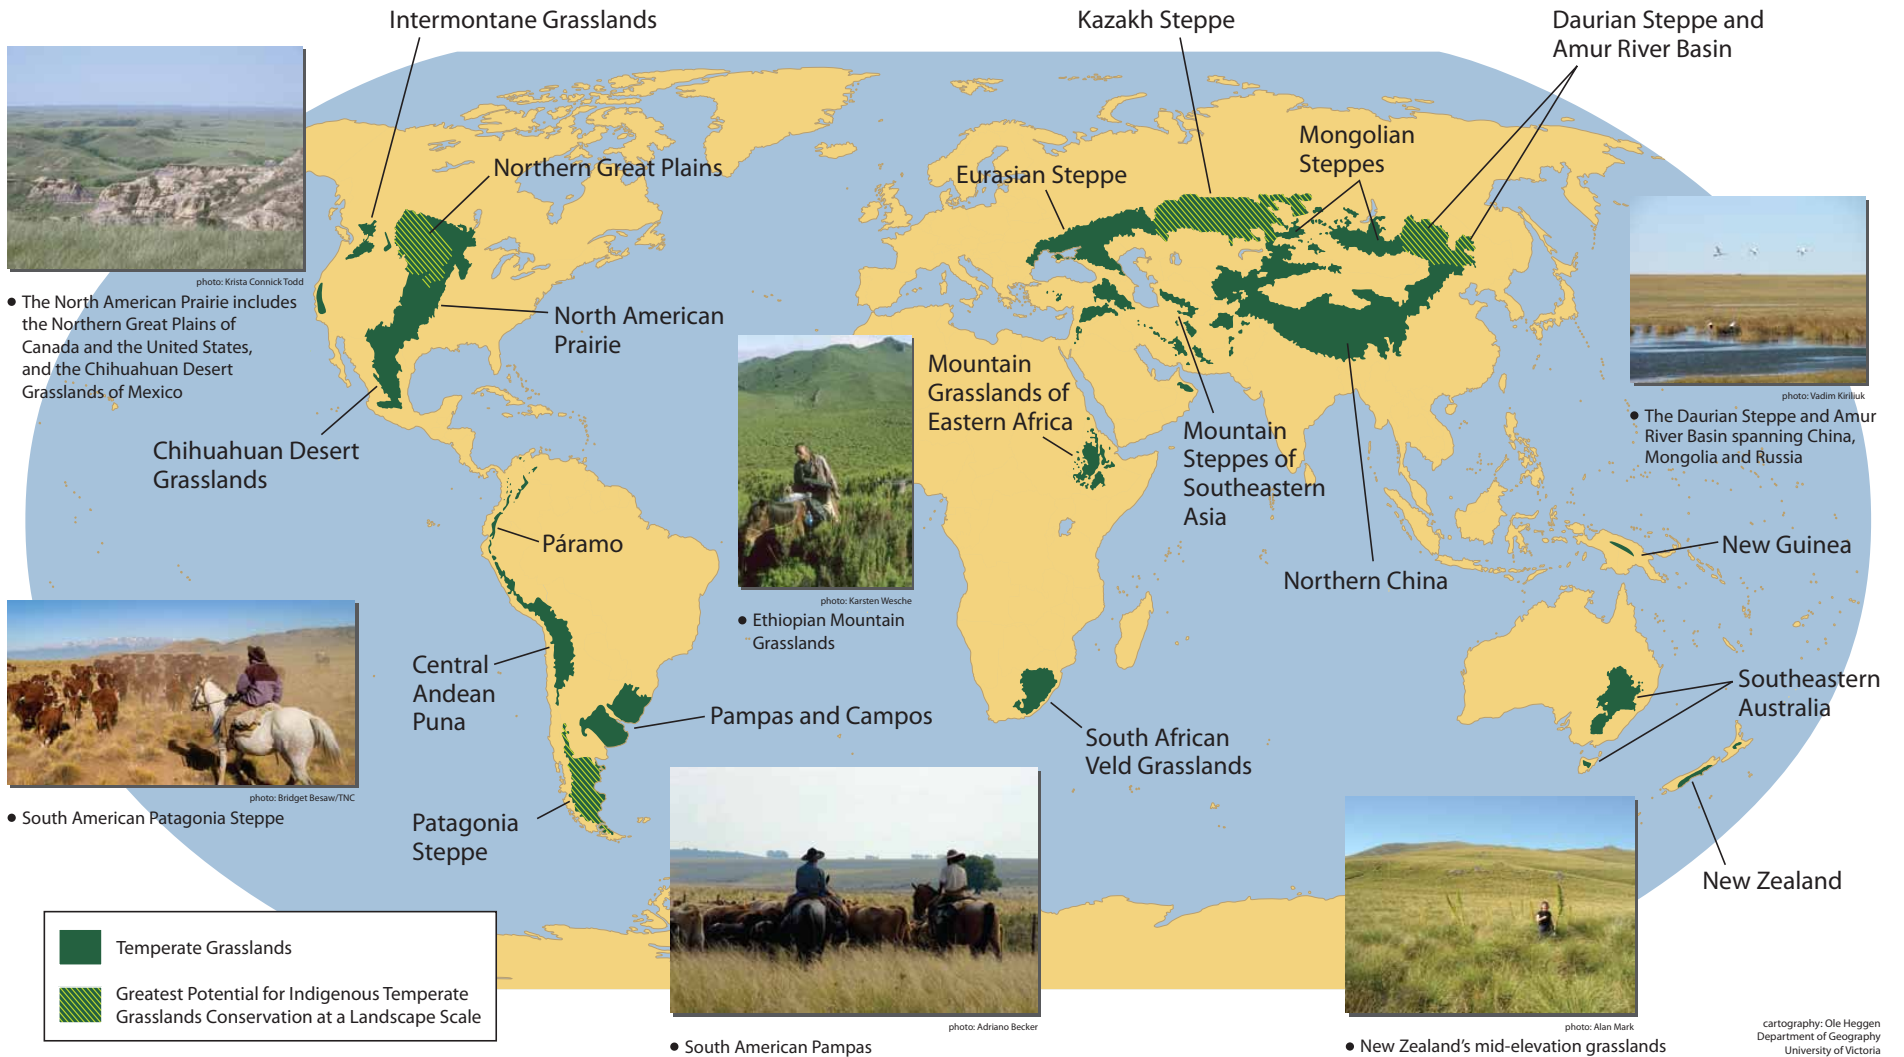 Intermontane Grasslands
Kazakh Steppe
Daurian Steppe and
Amur River Basin
Northern Great Plains
Eurasian Steppe
Mongolian
Steppes
photo: Krista Connick Todd
• The North American Prairie includes
the Northern Great Plains of
Canada and the United States,
and the Chihuahuan Desert
Grasslands of Mexico
North American
Prairie
Chihuahuan Desert
Grasslands
Mountain
Grasslands of
Eastern Africa
Mountain
Steppes of
Southeastern
Asia
photo: Vadim Kiriliuk
• The Daurian Steppe and Amur
River Basin spanning China,
Mongolia and Russia
Páramo
Northern China
New Guinea
photo: Karsten Wesche
• Ethiopian Mountain
Grasslands
Central
Andean
Puna
Pampas and Campos
South African
Veld Grasslands
Southeastern
Australia
photo: Bridget Besaw/TNC
• South American Patagonia Steppe
Patagonia
Steppe
New Zealand
Temperate Grasslands
Greatest Potential for Indigenous Temperate
Grasslands Conservation at a Landscape Scale
photo: Adriano Becker
• South American Pampas
photo: Alan Mark
• New Zealand's mid-elevation grasslands
cartography: Ole Heggen
Department of Geography
University of Victoria